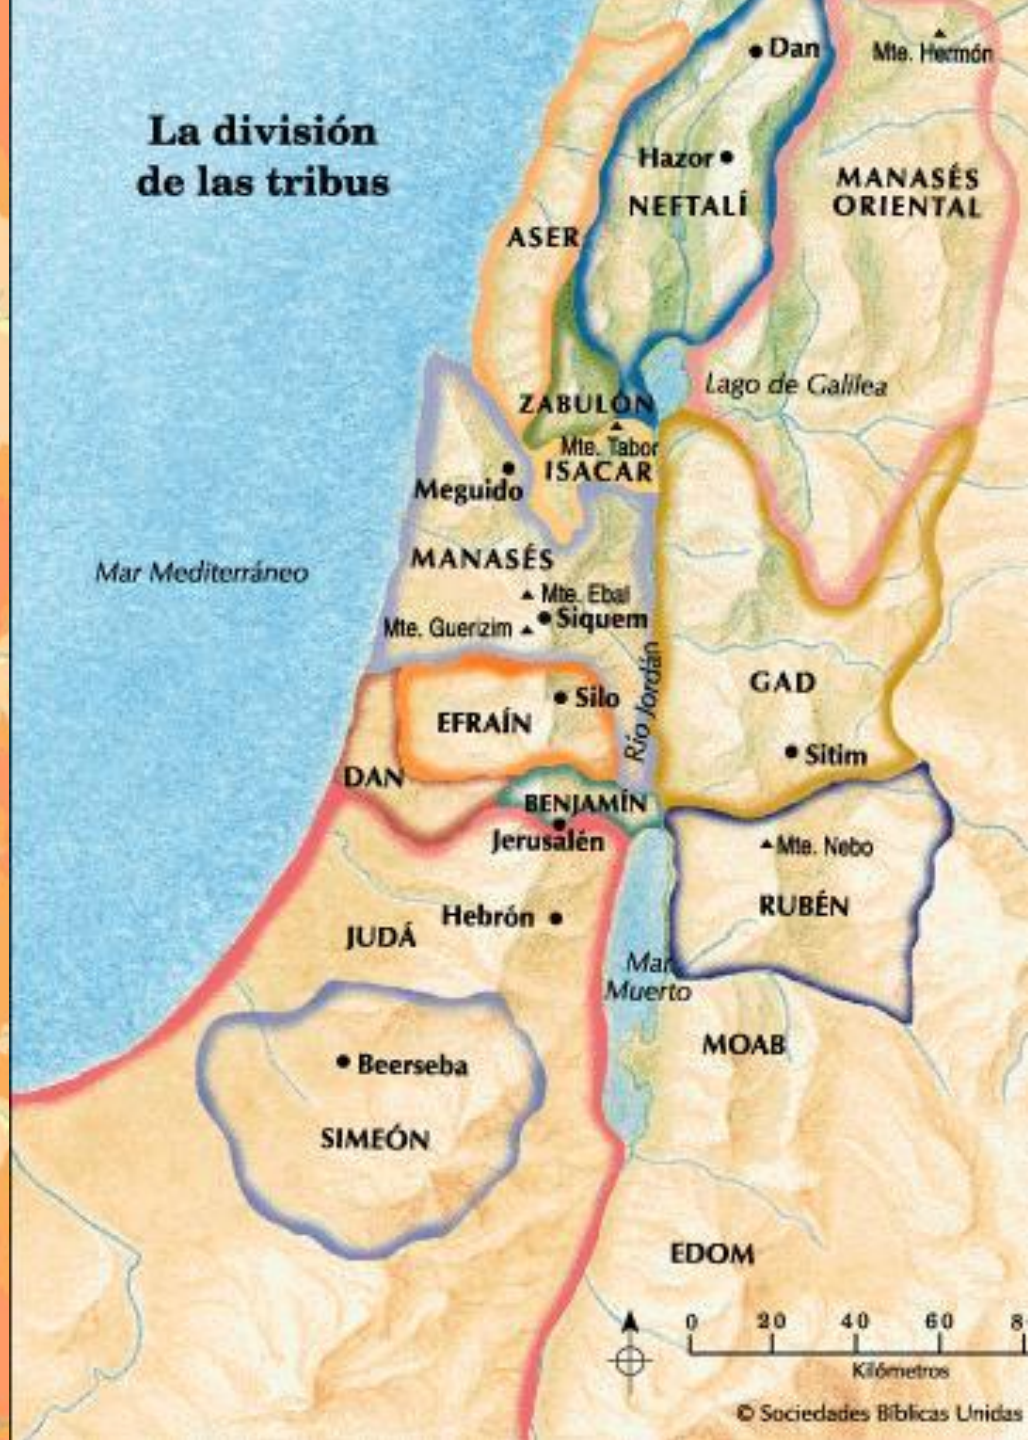 La división
de las tribus
Dan
Mte. Hermón
Hazor
NEFTALÍ
MANASÉS
ORIENTAL
ASER
Lago de Galilea
ZABULÓN
Mte. Tabor
ISACAR
Meguido
MANASÉS
Mar Mediterráneo
Mte. Ebal
Siquem
Mte. Guerizim
Río Jordán
GAD
Silo
EFRAÍN
Sitim
DAN
BENJAMÍN
Jerusalén
Mte. Nebo
RUBÉN
Hebrón
JUDÁ
Mar
Muerto
MOAB
Beerseba
SIMEÓN
EDOM
0 20 40 60 8
Kilómetros
© Sociedades Bíblicas Unidas